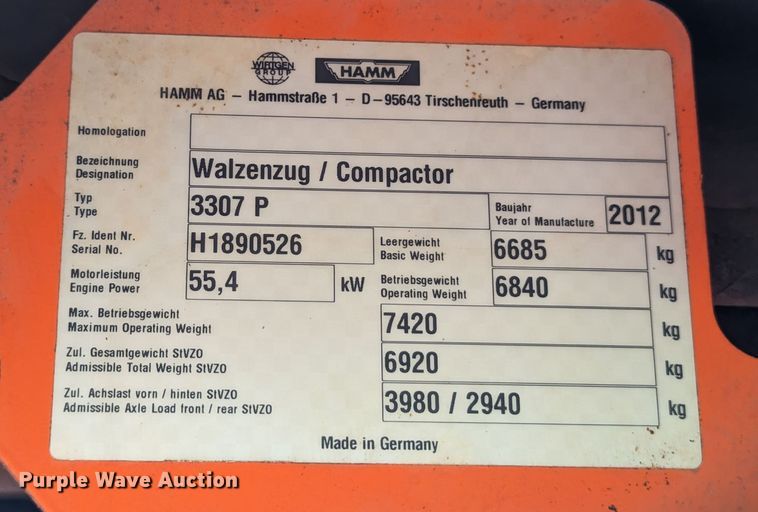 WIRTGEN GROUP HAMM
HAMM AG – Hammstraße 1 – D–95643 Tirschenreuth – Germany
Homologation
Bezeichnung
Designation
Walzenzug / Compactor
Typ
Type
3307 P
Baujahr
Year of Manufacture
2012
Fz. Ident Nr.
Serial No.
H1890526
Leergewicht
Basic Weight
6685 kg
Motorleistung
Engine Power
55,4 kW
Betriebsgewicht
Operating Weight
6840 kg
Max. Betriebsgewicht
Maximum Operating Weight
7420 kg
Zul. Gesamtgewicht StVZO
Admissible Total Weight StVZO
6920 kg
Zul. Achslast vorn / hinten StVZO
Admissible Axle Load front / rear StVZO
3980 / 2940 kg
Made in Germany
Purple Wave Auction